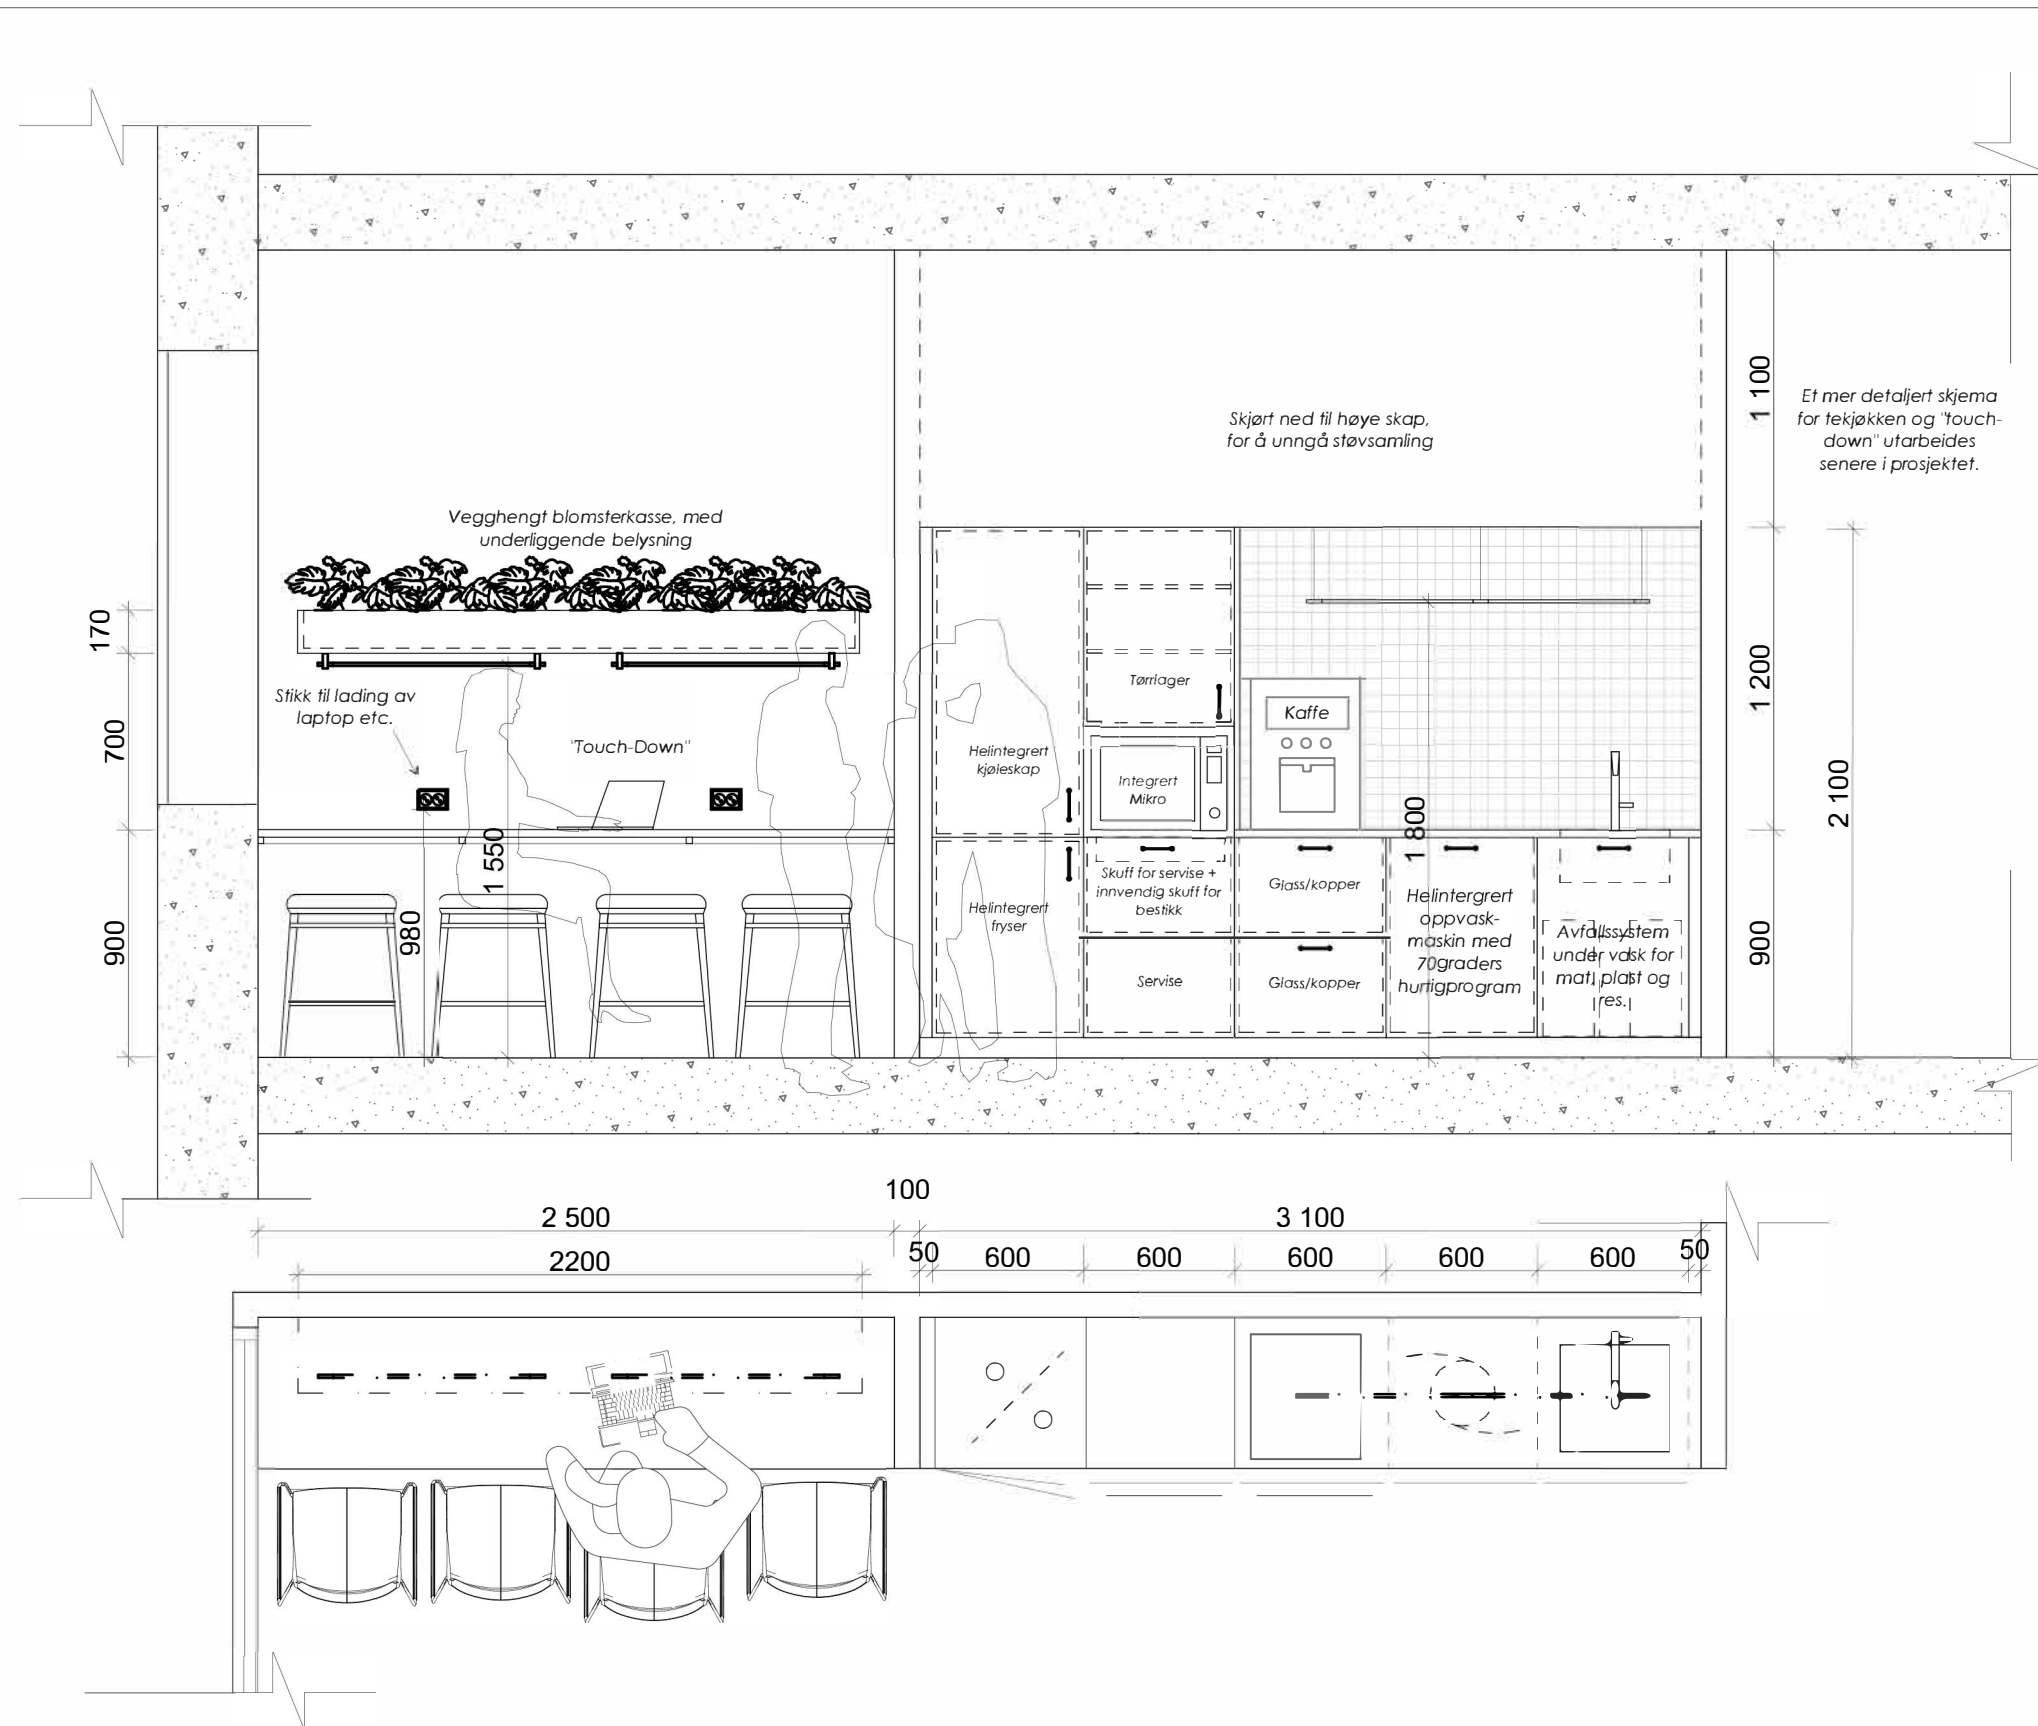 1 100
Et mer detaljert skjema
for tekjøkken og "touch-
down" utarbeides
senere i prosjektet.
Skjørt ned til høye skap,
for å unngå støvsamling
Vegghengt blomsterkasse, med
underliggende belysning
170
Stikk til lading av
laptop etc.
700
"Touch-Down"
Tørrlager
1 200
Kaffe
Helintegrert
kjøleskap
Integrert
Mikro
2 100
1 800
1 550
980
900
Helintegrert
fryser
Skuff for servise +
innvendig skuff for
bestikk
Servise
Glass/kopper
Glass/kopper
Helintergrert
oppvask-
maskin med
70graders
hurtigprogram
Avfallssystem
under vask for
mat, plast og
res.
900
100
2 500
3 100
2200
50
600
600
600
600
600
50